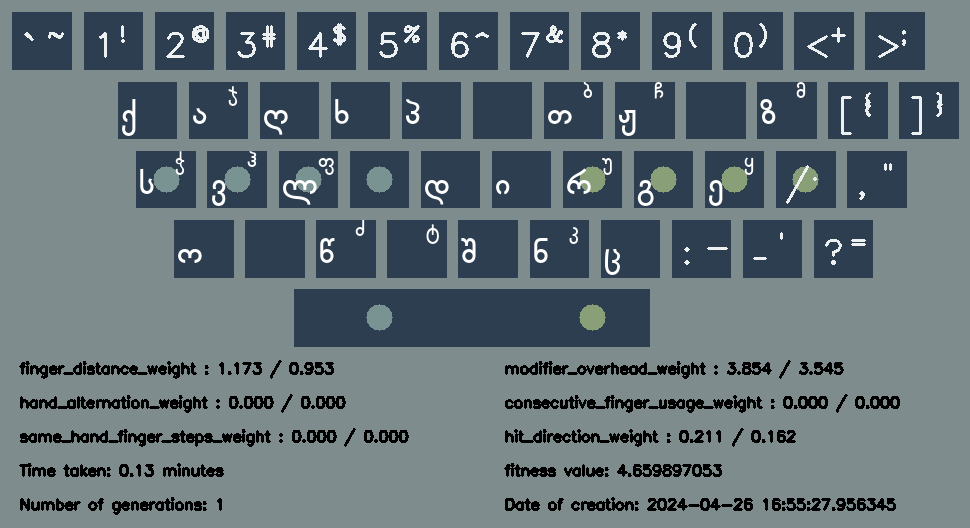 ` ~ 1 ! 2 @ 3 # 4 $ 5 % 6 ^ 7 & 8 * 9 ( 0 ) < + > ;
ქ ა ჯ ღ ხ პ თ ბ ჟ ჩ ზ მ [ { ] }
ს ჭ ვ ჰ ლ ფ დ ი რ უ გ ე ყ / . , "
ო წ ძ ტ შ ნ კ ც : - _ ' ? =
finger_distance_weight : 1.173 / 0.953 modifier_overhead_weight : 3.854 / 3.545
hand_alternation_weight : 0.000 / 0.000 consecutive_finger_usage_weight : 0.000 / 0.000
same_hand_finger_steps_weight : 0.000 / 0.000 hit_direction_weight : 0.211 / 0.162
Time taken: 0.13 minutes fitness value: 4.659897053
Number of generations: 1 Date of creation: 2024-04-26 16:55:27.956345